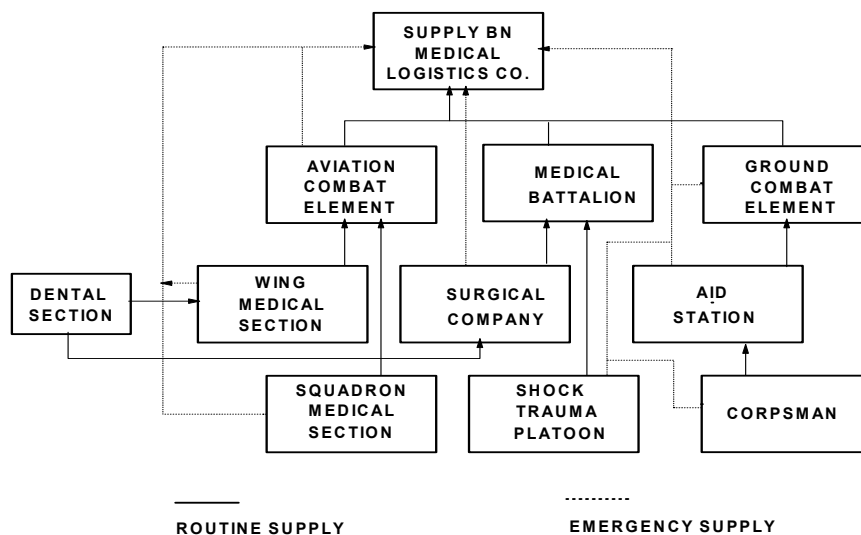 SUPPLY BN
MEDICAL
LOGISTICS CO.
AVIATION
COMBAT
ELEMENT
MEDICAL
BATTALION
GROUND
COMBAT
ELEMENT
DENTAL
SECTION
WING
MEDICAL
SECTION
SURGICAL
COMPANY
AID
STATION
SQUADRON
MEDICAL
SECTION
SHOCK
TRAUMA
PLATOON
CORPSMAN
ROUTINE SUPPLY
EMERGENCY SUPPLY